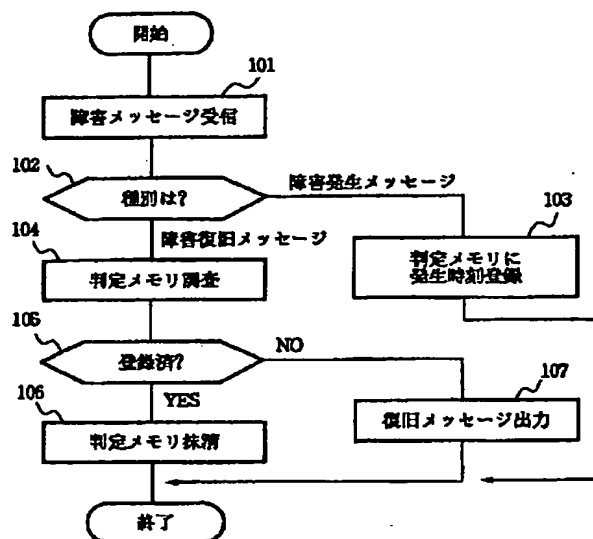 開始
101
障害メッセージ受信
102
種別は?
障害発生メッセージ
103
104
障害復旧メッセージ
判定メモリに
発生時刻登録
判定メモリ調査
105
登録済?
NO
106
YES
107
復旧メッセージ出力
判定メモリ抹消
終了